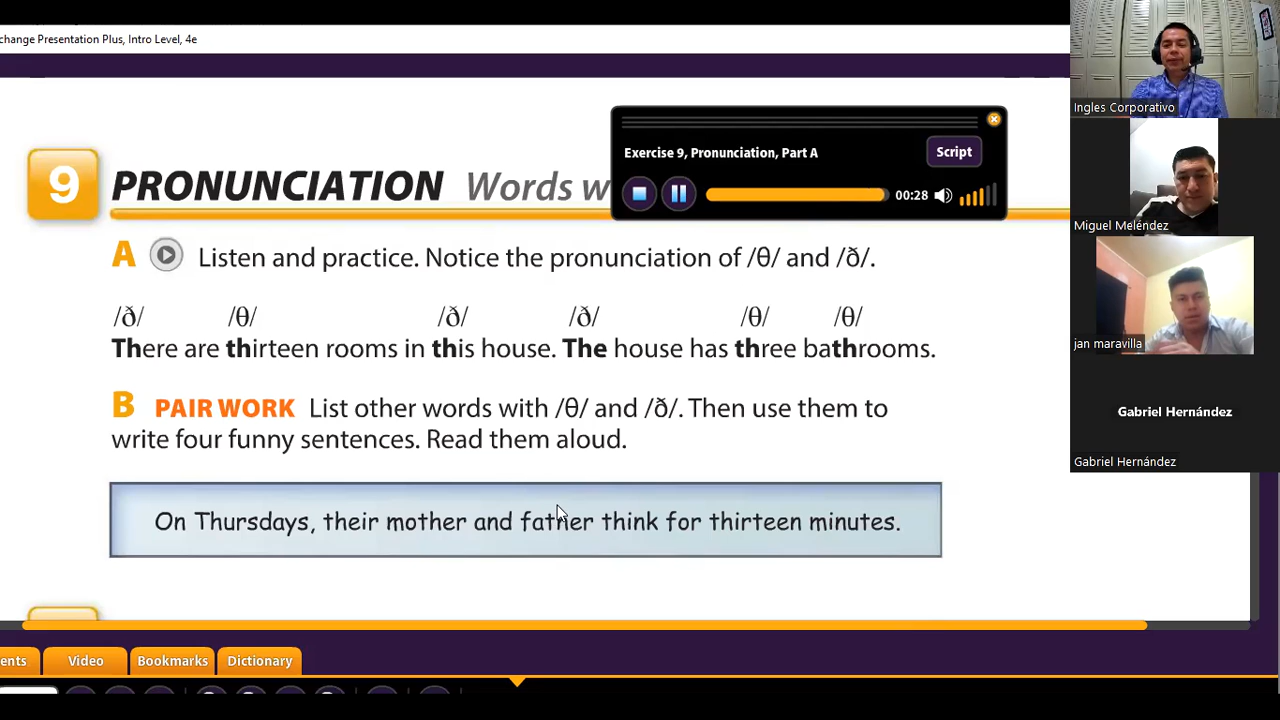 change Presentation Plus, Intro Level, 4e
Ingles Corporativo
Miguel Meléndez
jan maravilla
Gabriel Hernández
Gabriel Hernández
Exercise 9, Pronunciation, Part A
Script
00:28
9 PRONUNCIATION Words w
A Listen and practice. Notice the pronunciation of /θ/ and /ð/.
/ð/ /θ/ /ð/ /ð/ /θ/ /θ/
There are thirteen rooms in this house. The house has three bathrooms.
B PAIR WORK List other words with /θ/ and /ð/. Then use them to
write four funny sentences. Read them aloud.
On Thursdays, their mother and father think for thirteen minutes.
ents Video Bookmarks Dictionary